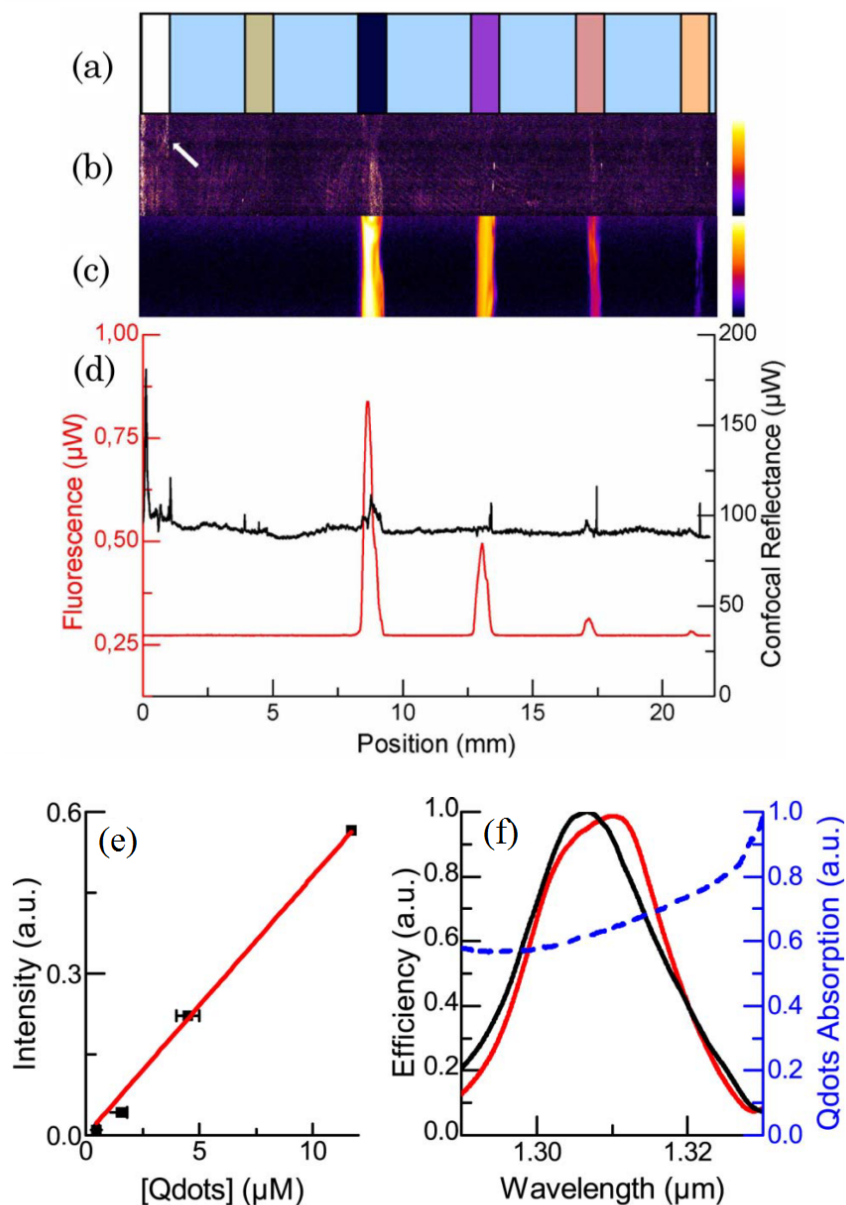 (a)
(b)
(c)
(d)
1,00
0,75
0,50
0,25
Fluorescence (µW)
200
150
100
50
0
Confocal Reflectance (µW)
0 5 10 15 20
Position (mm)
(e)
0.6
0.3
0.0
Intensity (a.u.)
0 5 10
[Qdots] (µM)
(f)
1.0
0.8
0.6
0.4
0.2
0.0
Efficiency (a.u.)
1.0
0.8
0.6
0.4
0.2
0.0
Qdots Absorption (a.u.)
1.30 1.32
Wavelength (µm)